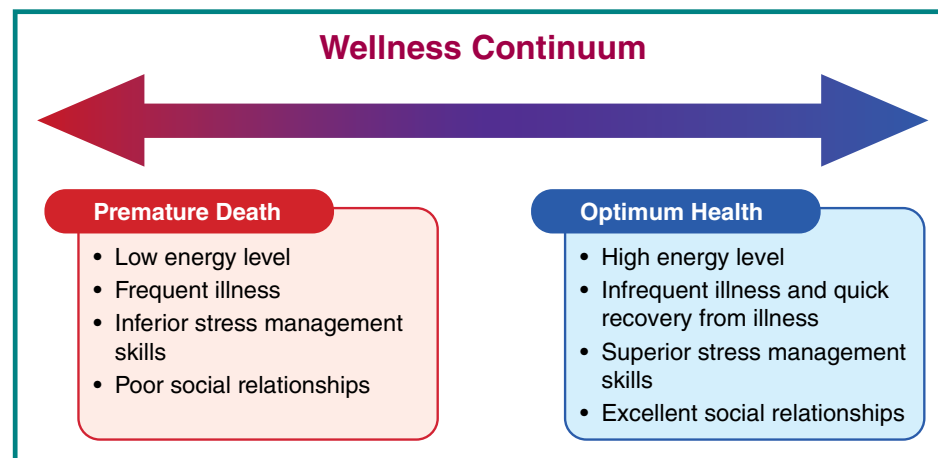 Wellness Continuum
Premature Death
• Low energy level
• Frequent illness
• Inferior stress management
skills
• Poor social relationships
Optimum Health
• High energy level
• Infrequent illness and quick
recovery from illness
• Superior stress management
skills
• Excellent social relationships